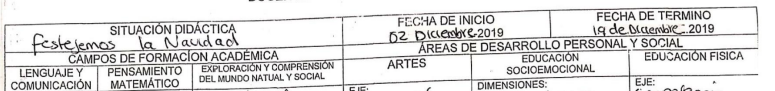 SITUACIÓN DIDÁCTICA
Festejemos la Navidad
FECHA DE INICIO
02 Diciembre 2019
FECHA DE TERMINO
19 de Diciembre 2019
CAMPOS DE FORMACÍON ACADÉMICA
ÁREAS DE DESARROLLO PERSONAL Y SOCIAL
LENGUAJE Y COMUNICACIÓN
PENSAMIENTO MATEMÁTICO
EXPLORACIÓN Y COMPRENSIÓN DEL MUNDO NATUAL Y SOCIAL
ARTES
EDUCACIÓN SOCIOEMOCIONAL
EDUCACIÓN FISICA
EJE:
DIMENSIONES:
EJE: